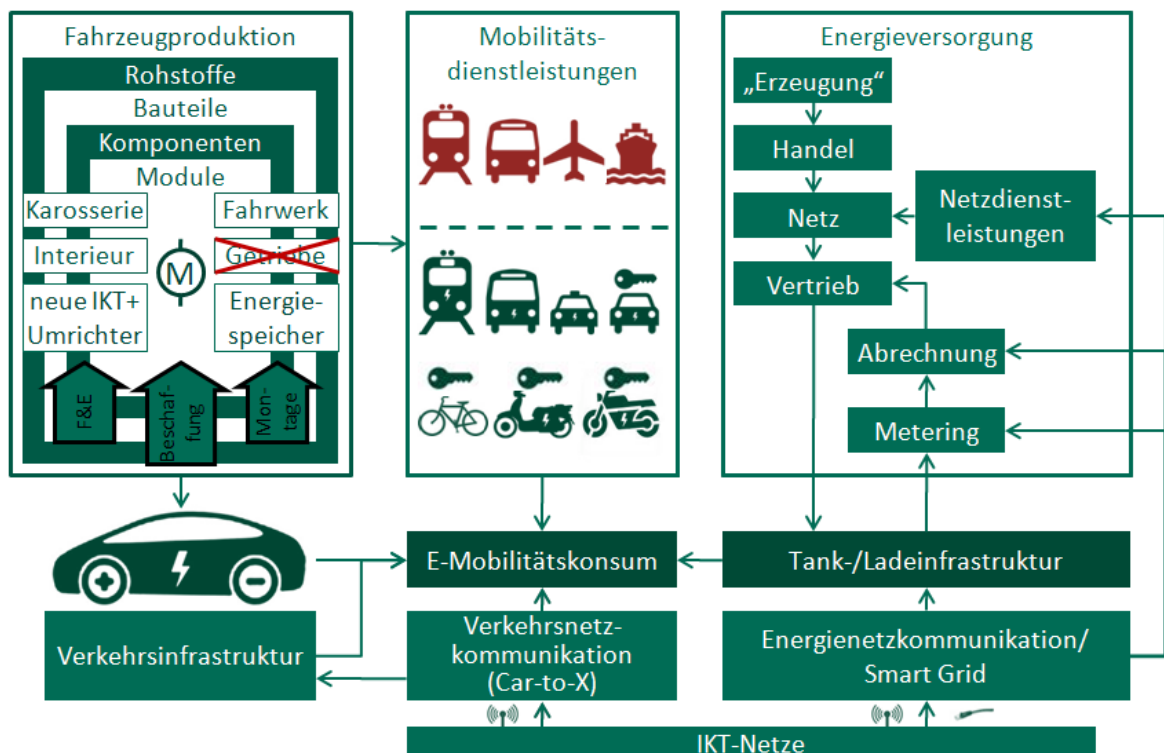 Fahrzeugproduktion
Rohstoffe
Bauteile
Komponenten
Module
Karosserie
Fahrwerk
Interieur
Getriebe
M
neue IKT+
Umrichter
Energie-
speicher
F&E
Beschaf-
fung
Mon-
tage
Mobilitäts-
dienstleistungen
Energieversorgung
„Erzeugung“
Handel
Netz
Netzdienst-
leistungen
Vertrieb
Abrechnung
Metering
E-Mobilitätskonsum
Tank-/Ladeinfrastruktur
Verkehrsinfrastruktur
Verkehrsnetz-
kommunikation
(Car-to-X)
Energienetzkommunikation/
Smart Grid
IKT-Netze